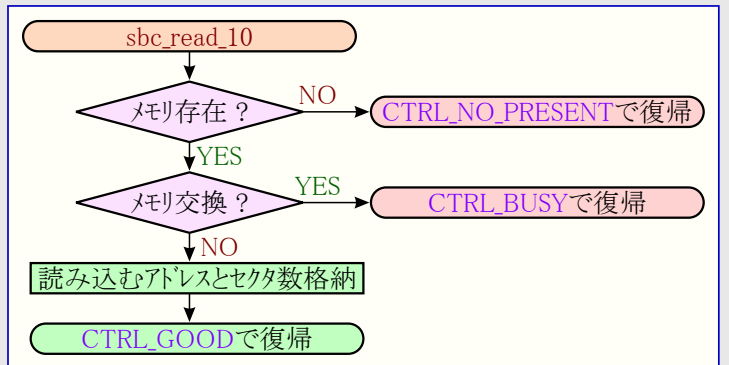 sbc_read_10
メモリ存在？
NO
CTRL_NO_PRESENTで復帰
YES
メモリ交換？
YES
CTRL_BUSYで復帰
NO
読み込むアドレスとセクタ数格納
CTRL_GOODで復帰